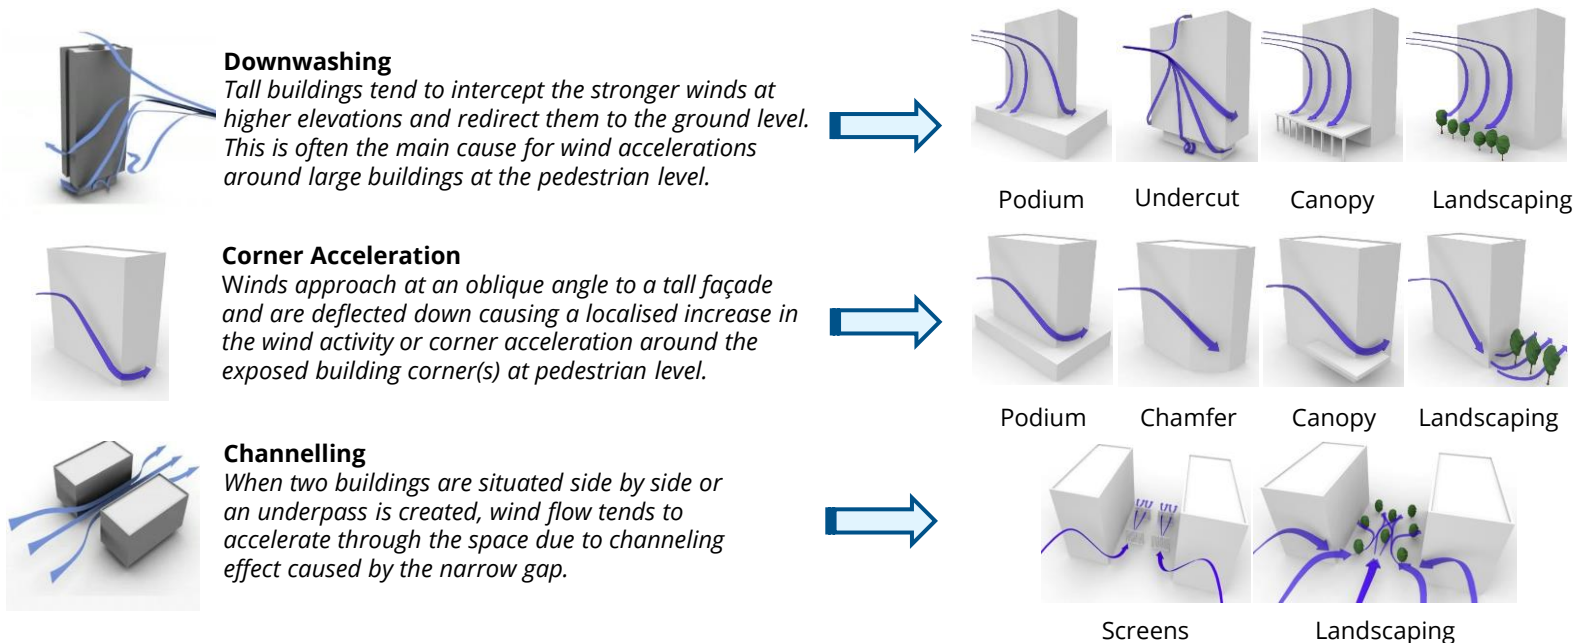 Downwashing
Tall buildings tend to intercept the stronger winds at
higher elevations and redirect them to the ground level.
This is often the main cause for wind accelerations
around large buildings at the pedestrian level.
Podium
Undercut
Canopy
Landscaping
Corner Acceleration
Winds approach at an oblique angle to a tall façade
and are deflected down causing a localised increase in
the wind activity or corner acceleration around the
exposed building corner(s) at pedestrian level.
Podium
Chamfer
Canopy
Landscaping
Channelling
When two buildings are situated side by side or
an underpass is created, wind flow tends to
accelerate through the space due to channeling
effect caused by the narrow gap.
Screens
Landscaping